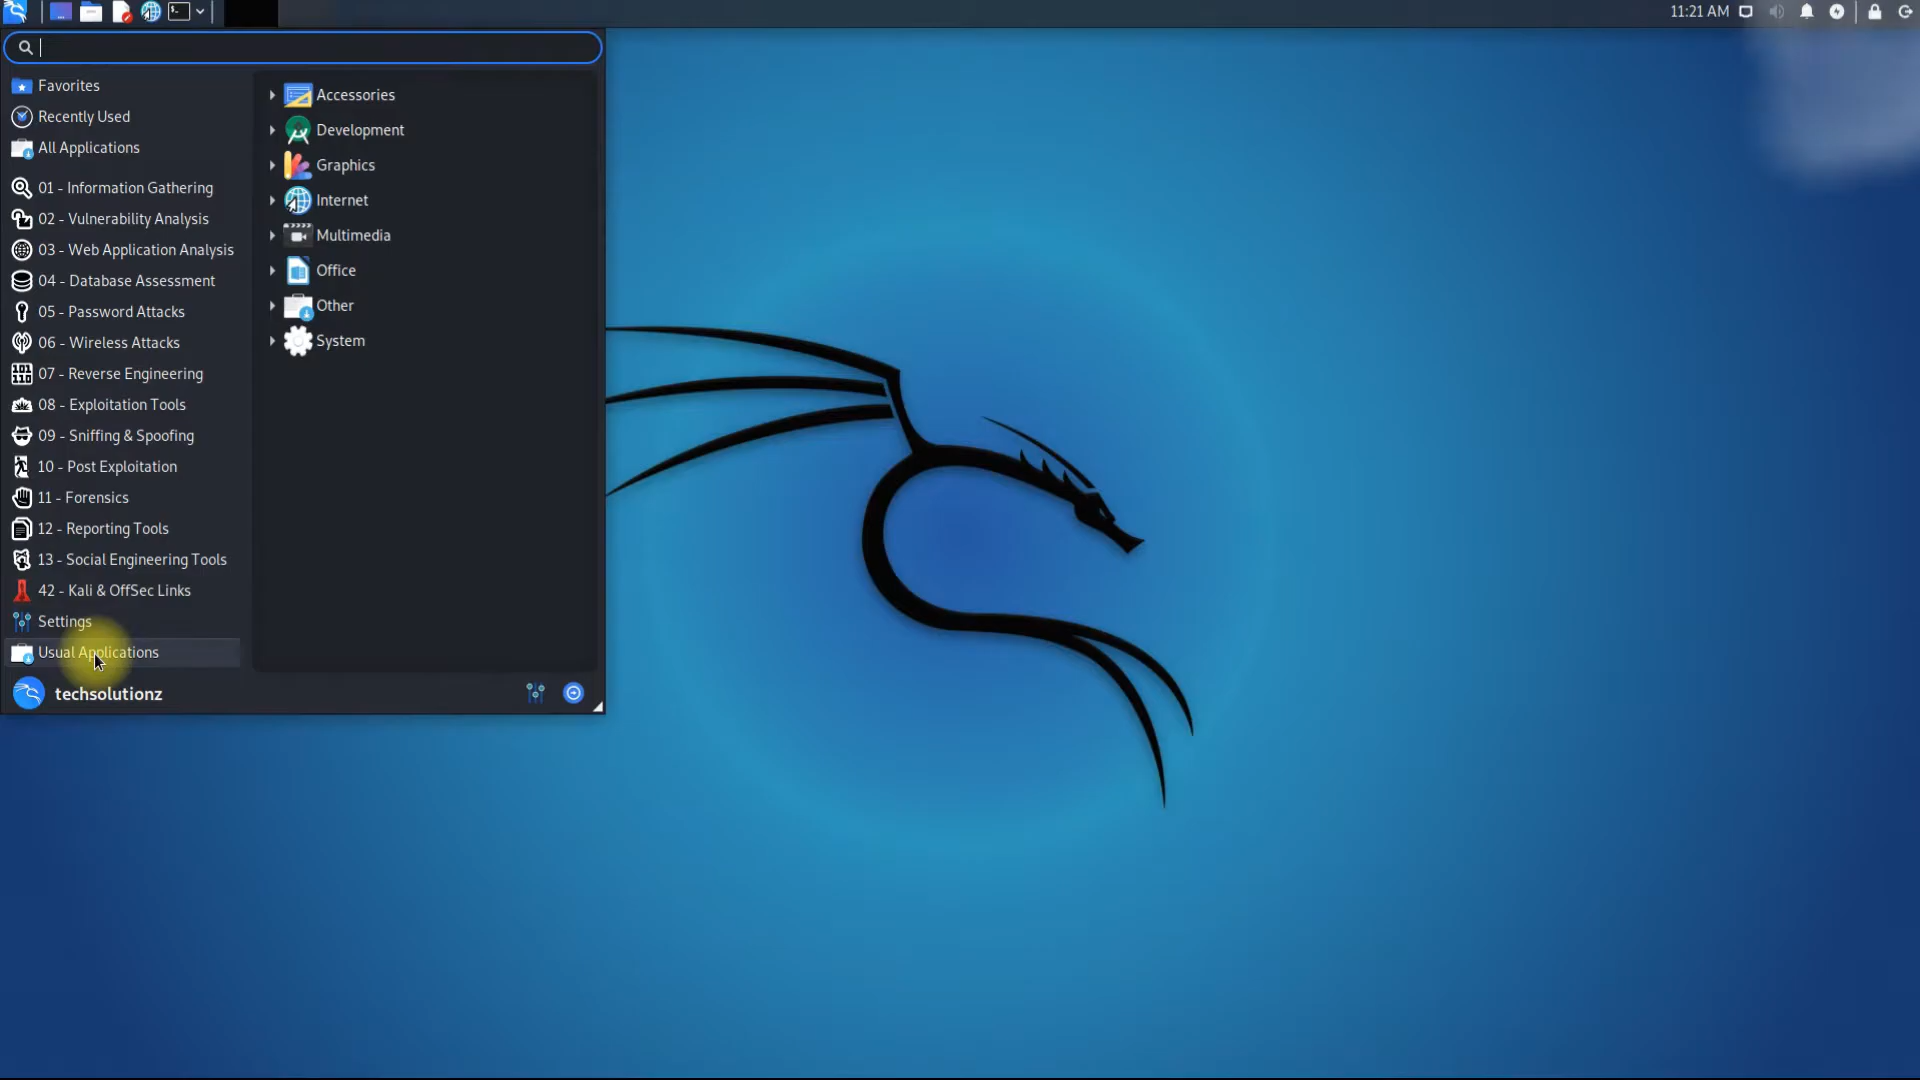 11:21 AM
Favorites
Recently Used
All Applications
01 - Information Gathering
02 - Vulnerability Analysis
03 - Web Application Analysis
04 - Database Assessment
05 - Password Attacks
06 - Wireless Attacks
07 - Reverse Engineering
08 - Exploitation Tools
09 - Sniffing & Spoofing
10 - Post Exploitation
11 - Forensics
12 - Reporting Tools
13 - Social Engineering Tools
42 - Kali & OffSec Links
Settings
Usual Applications
Accessories
Development
Graphics
Internet
Multimedia
Office
Other
System
techsolutionz